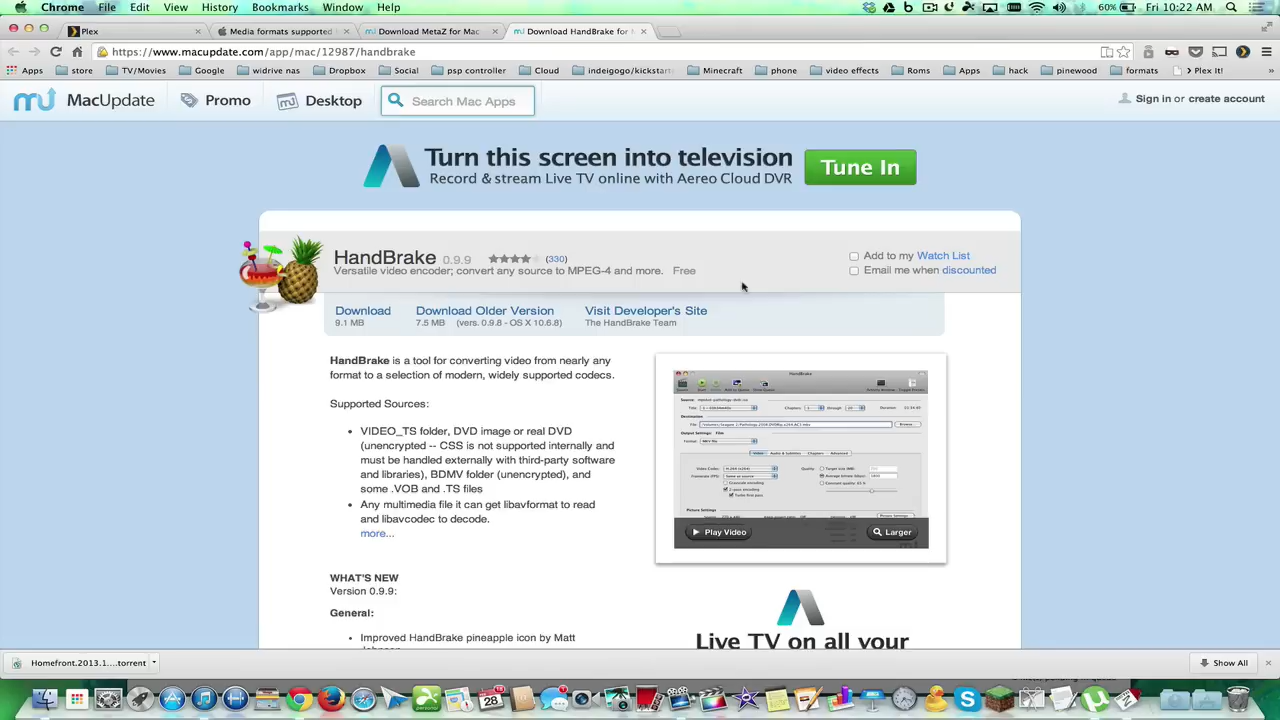 Chrome File Edit View History Bookmarks Window Help 60% Fri 10:22 AM
Plex Media formats supported Download MetaZ for Mac Download HandBrake for
https://www.macupdate.com/app/mac/12987/handbrake
Apps store TV/Movies Google widrive nas Dropbox Social psp controller Cloud indeigogo/kickstart Minecraft phone video effects Roms Apps hack pinewood formats > Plex It! »
MacUpdate Promo Desktop Search Mac Apps Sign in or create account
Turn this screen into television
Record & stream Live TV online with Aereo Cloud DVR
Tune In
HandBrake 0.9.9 (330)
Versatile video encoder; convert any source to MPEG-4 and more. Free
Add to my Watch List
Email me when discounted
Download Download Older Version Visit Developer's Site
9.1 MB 7.5 MB (vers. 0.9.8 - OS X 10.6.8) The HandBrake Team
HandBrake is a tool for converting video from nearly any
format to a selection of modern, widely supported codecs.
Supported Sources:
• VIDEO_TS folder, DVD image or real DVD
(unencrypted -- CSS is not supported internally and
must be handled externally with third-party software
and libraries), BDMV folder (unencrypted), and
some .VOB and .TS files
• Any multimedia file it can get libavformat to read
and libavcodec to decode.
more...
HandBrake
Play Video Larger
WHAT'S NEW
Version 0.9.9:
General:
• Improved HandBrake pineapple icon by Matt
Live TV on all your
Homefront.2013.1....torrent Show All